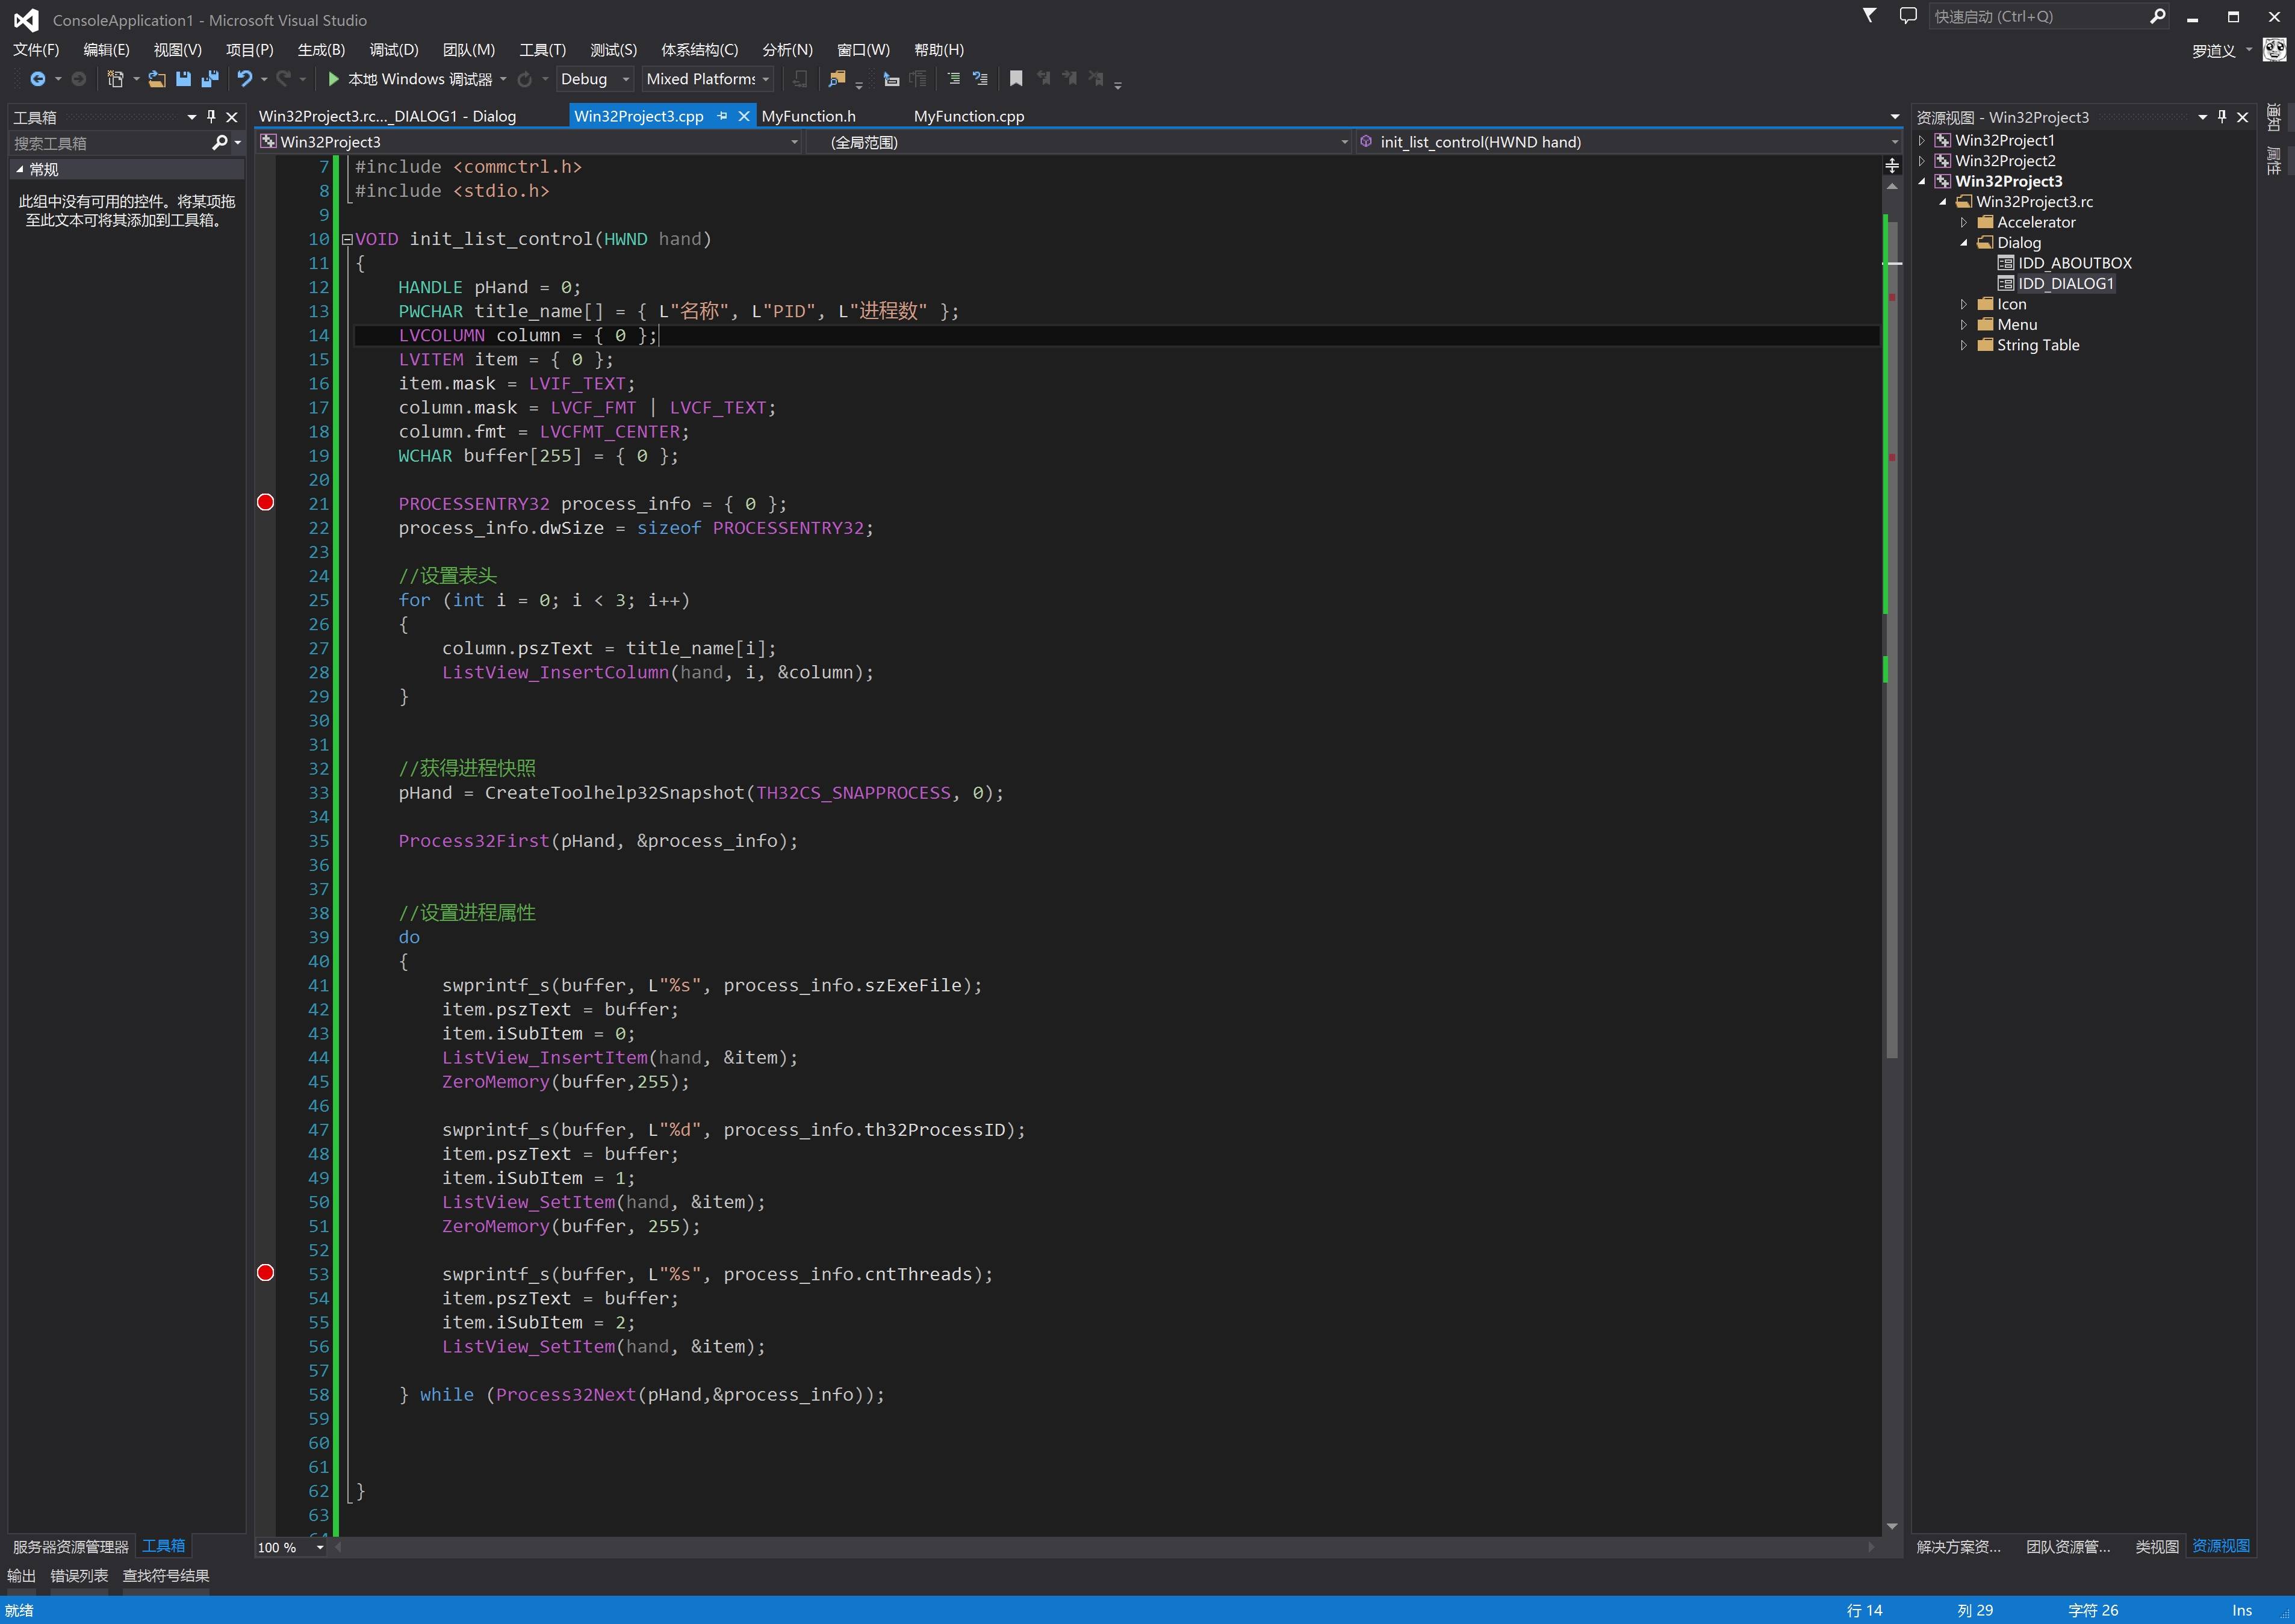 ConsoleApplication1 - Microsoft Visual Studio
快速启动 (Ctrl+Q)
文件(F) 编辑(E) 视图(V) 项目(P) 生成(B) 调试(D) 团队(M) 工具(T) 测试(S) 体系结构(C) 分析(N) 窗口(W) 帮助(H)
罗道义
本地 Windows 调试器 Debug Mixed Platforms
工具箱
搜索工具箱
常规
此组中没有可用的控件。将某项拖
至此文本可将其添加到工具箱。
Win32Project3.rc..._DIALOG1 - Dialog Win32Project3.cpp MyFunction.h MyFunction.cpp
Win32Project3 (全局范围) init_list_control(HWND hand)
7 #include <commctrl.h>
8 #include <stdio.h>
9
10 VOID init_list_control(HWND hand)
11 {
12 HANDLE pHand = 0;
13 PWCHAR title_name[] = { L"名称", L"PID", L"进程数" };
14 LVCOLUMN column = { 0 };
15 LVITEM item = { 0 };
16 item.mask = LVIF_TEXT;
17 column.mask = LVCF_FMT | LVCF_TEXT;
18 column.fmt = LVCFMT_CENTER;
19 WCHAR buffer[255] = { 0 };
20
21 PROCESSENTRY32 process_info = { 0 };
22 process_info.dwSize = sizeof PROCESSENTRY32;
23
24 //设置表头
25 for (int i = 0; i < 3; i++)
26 {
27 column.pszText = title_name[i];
28 ListView_InsertColumn(hand, i, &column);
29 }
30
31
32 //获得进程快照
33 pHand = CreateToolhelp32Snapshot(TH32CS_SNAPPROCESS, 0);
34
35 Process32First(pHand, &process_info);
36
37
38 //设置进程属性
39 do
40 {
41 swprintf_s(buffer, L"%s", process_info.szExeFile);
42 item.pszText = buffer;
43 item.iSubItem = 0;
44 ListView_InsertItem(hand, &item);
45 ZeroMemory(buffer,255);
46
47 swprintf_s(buffer, L"%d", process_info.th32ProcessID);
48 item.pszText = buffer;
49 item.iSubItem = 1;
50 ListView_SetItem(hand, &item);
51 ZeroMemory(buffer, 255);
52
53 swprintf_s(buffer, L"%s", process_info.cntThreads);
54 item.pszText = buffer;
55 item.iSubItem = 2;
56 ListView_SetItem(hand, &item);
57
58 } while (Process32Next(pHand,&process_info));
59
60
61
62 }
63
100 %
资源视图 - Win32Project3
Win32Project1
Win32Project2
Win32Project3
Win32Project3.rc
Accelerator
Dialog
IDD_ABOUTBOX
IDD_DIALOG1
Icon
Menu
String Table
通知
属性
服务器资源管理器 工具箱
解决方案资... 团队资源管... 类视图 资源视图
输出 错误列表 查找符号结果
就绪
行 14 列 29 字符 26 Ins